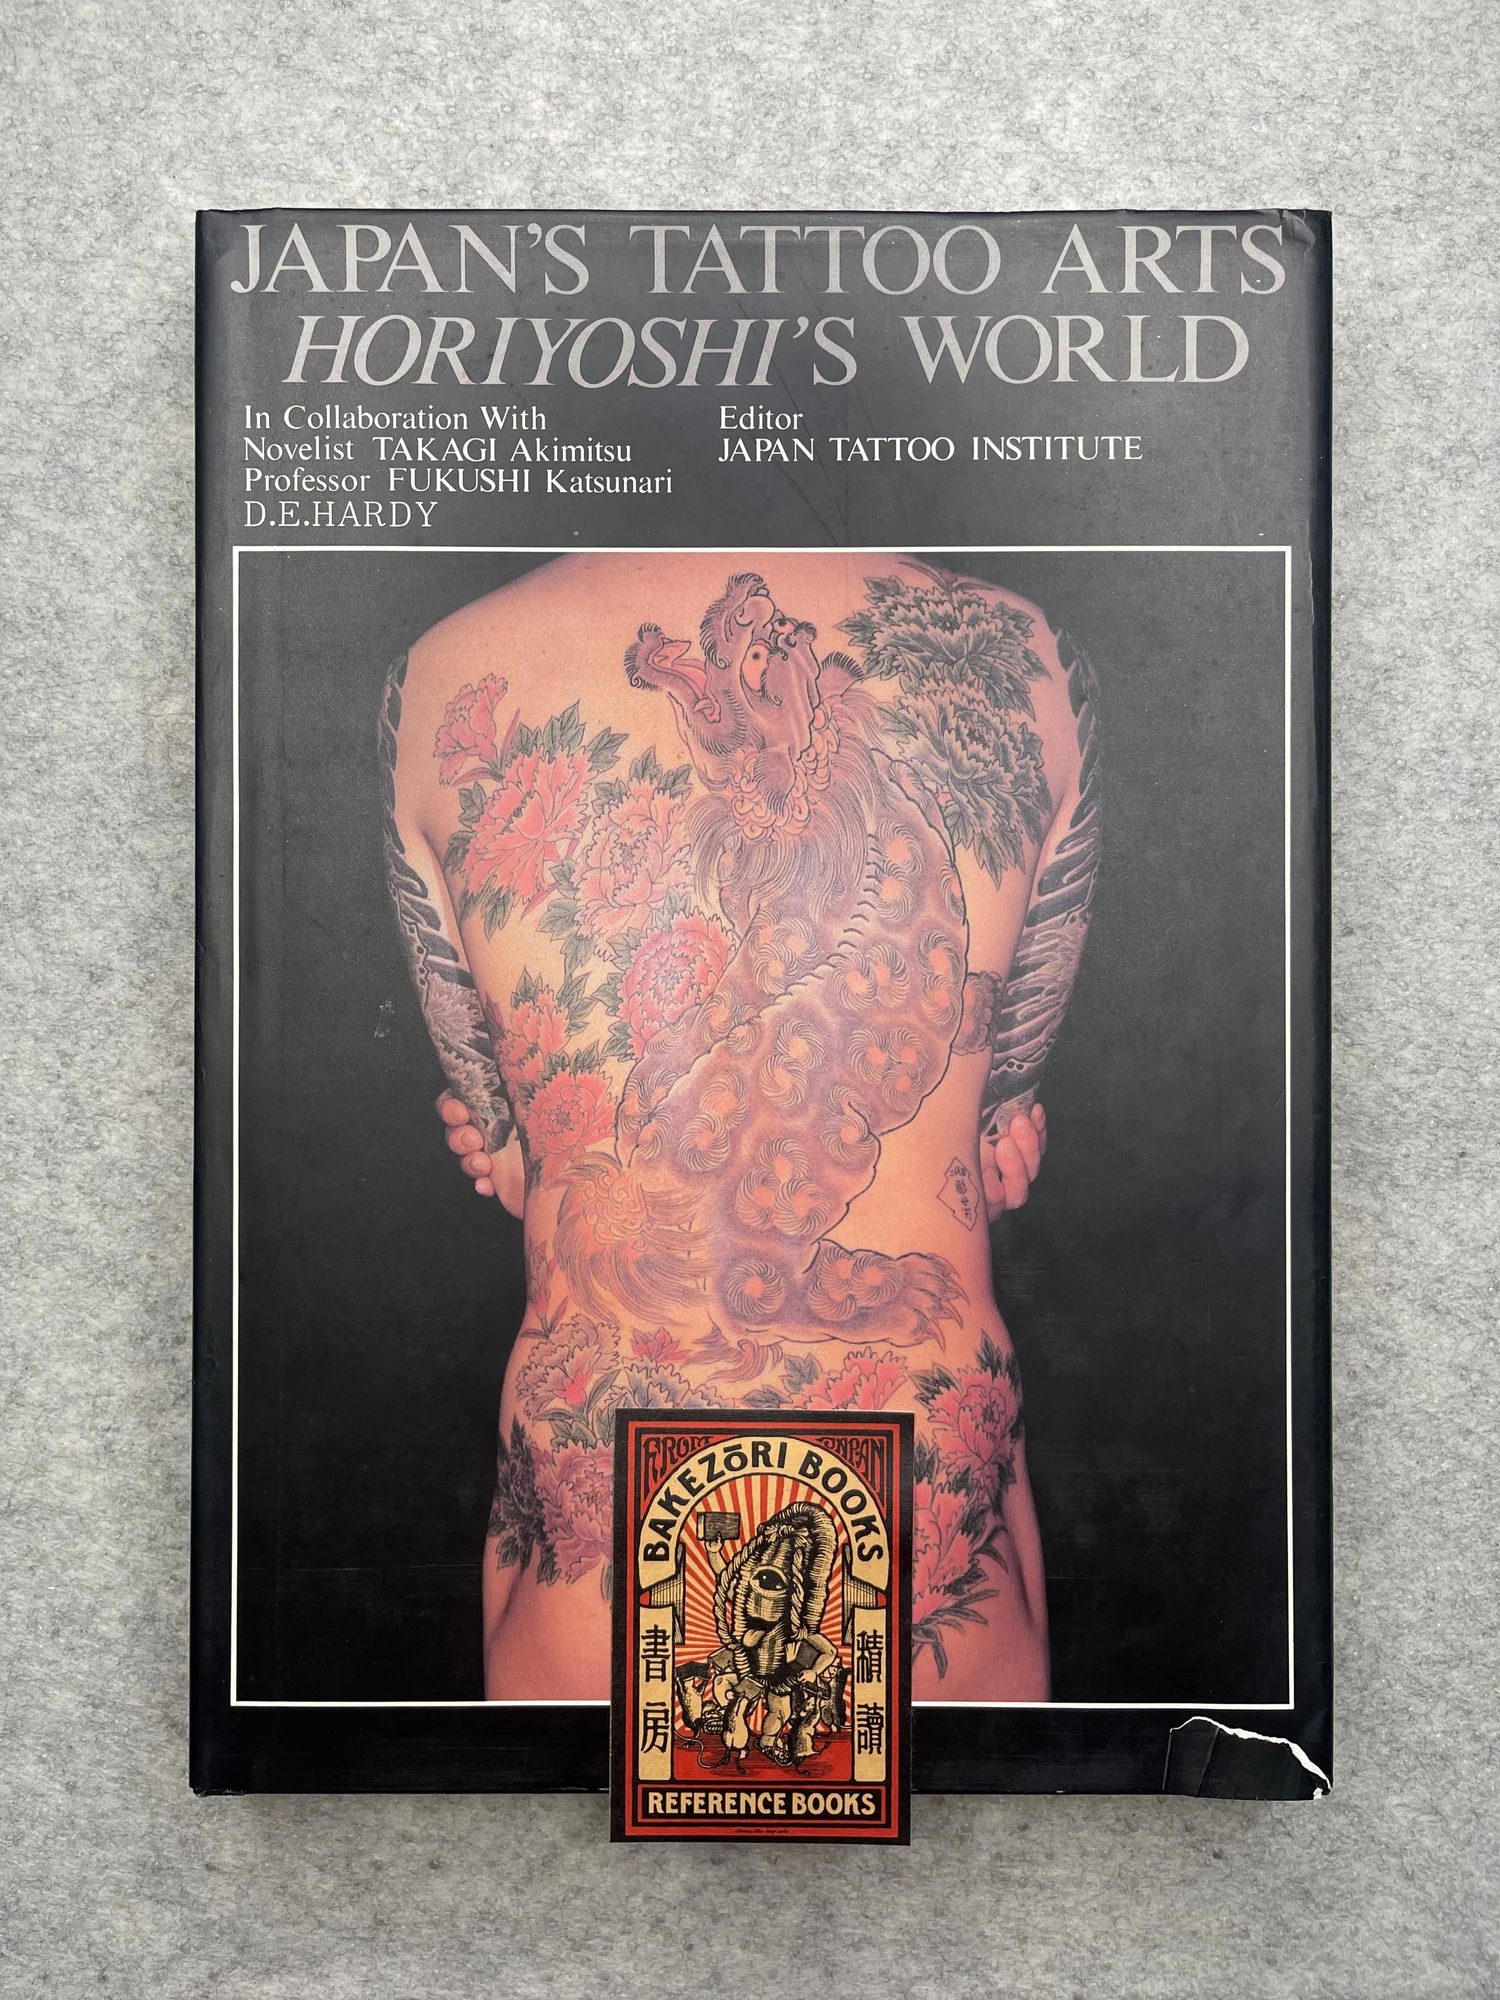 JAPAN'S TATTOO ARTS
HORIYOSHI'S WORLD
In Collaboration With
Novelist TAKAGI Akimitsu
Professor FUKUSHI Katsunari
D.E.HARDY
Editor
JAPAN TATTOO INSTITUTE
FROM JAPAN
BAKEZŌRI BOOKS
積讀
書房
REFERENCE BOOKS